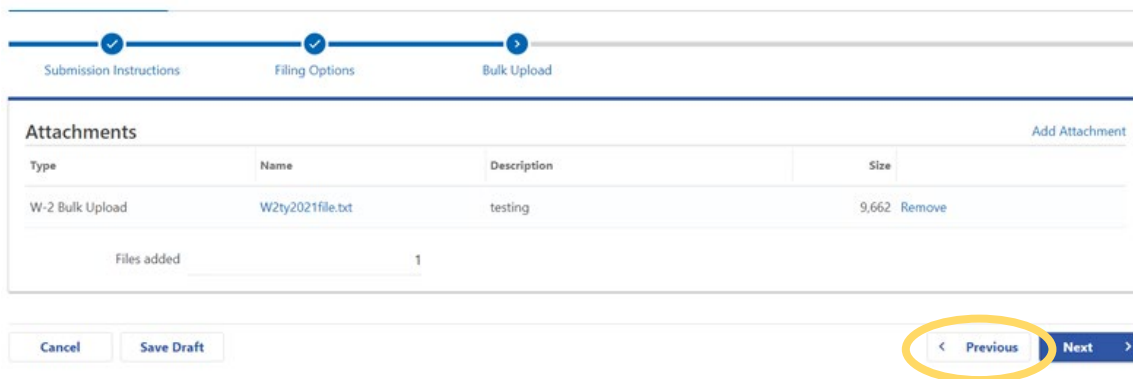 Submission Instructions Filing Options Bulk Upload
Attachments Add Attachment
Type Name Description Size
W-2 Bulk Upload W2ty2021file.txt testing 9,662 Remove
Files added 1
Cancel Save Draft Previous Next